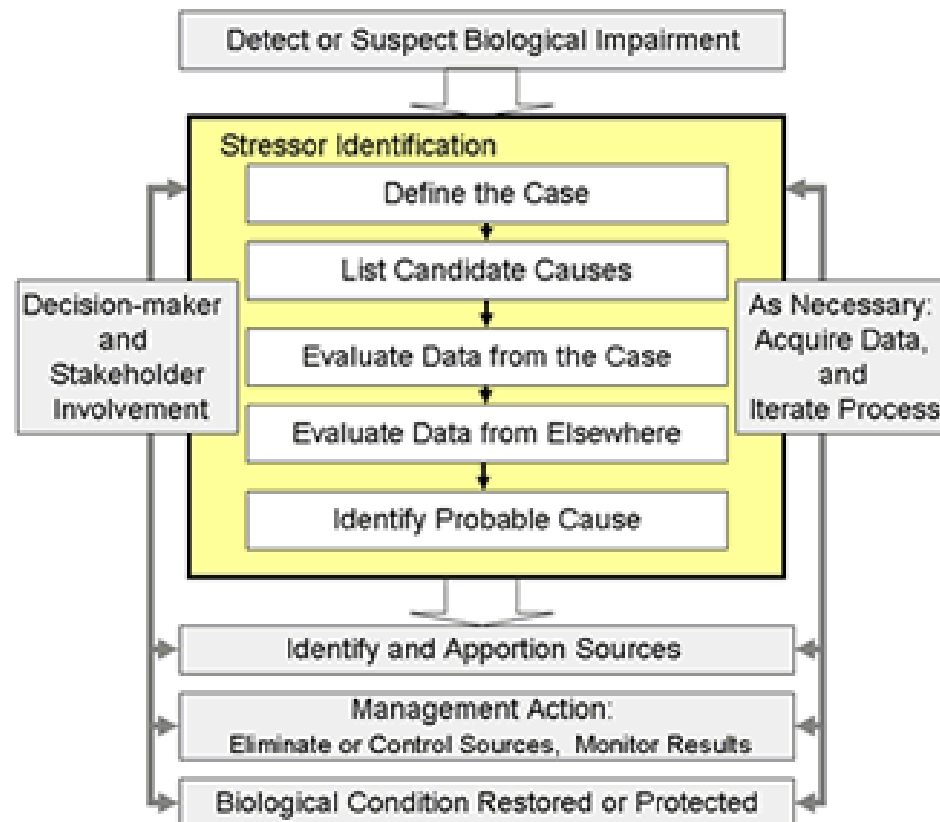 Detect or Suspect Biological Impairment
Stressor Identification
Define the Case
List Candidate Causes
Evaluate Data from the Case
Evaluate Data from Elsewhere
Identify Probable Cause
Decision-maker
and
Stakeholder
Involvement
As Necessary:
Acquire Data,
and
Iterate Process
Identify and Apportion Sources
Management Action:
Eliminate or Control Sources, Monitor Results
Biological Condition Restored or Protected